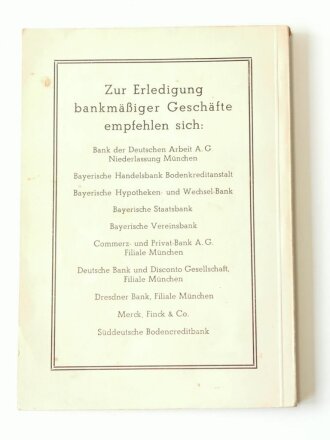 Zur Erledigung
bankmäßiger Geschäfte
empfehlen sich:
Bank der Deutschen Arbeit A. G.
Niederlassung München
Bayerische Handelsbank Bodenkreditanstalt
Bayerische Hypotheken- und Wechsel-Bank
Bayerische Staatsbank
Bayerische Vereinsbank
Commerz- und Privat-Bank A. G.
Filiale München
Deutsche Bank und Disconto Gesellschaft,
Filiale München
Dresdner Bank, Filiale München
Merck, Finck & Co.
Süddeutsche Bodencreditbank